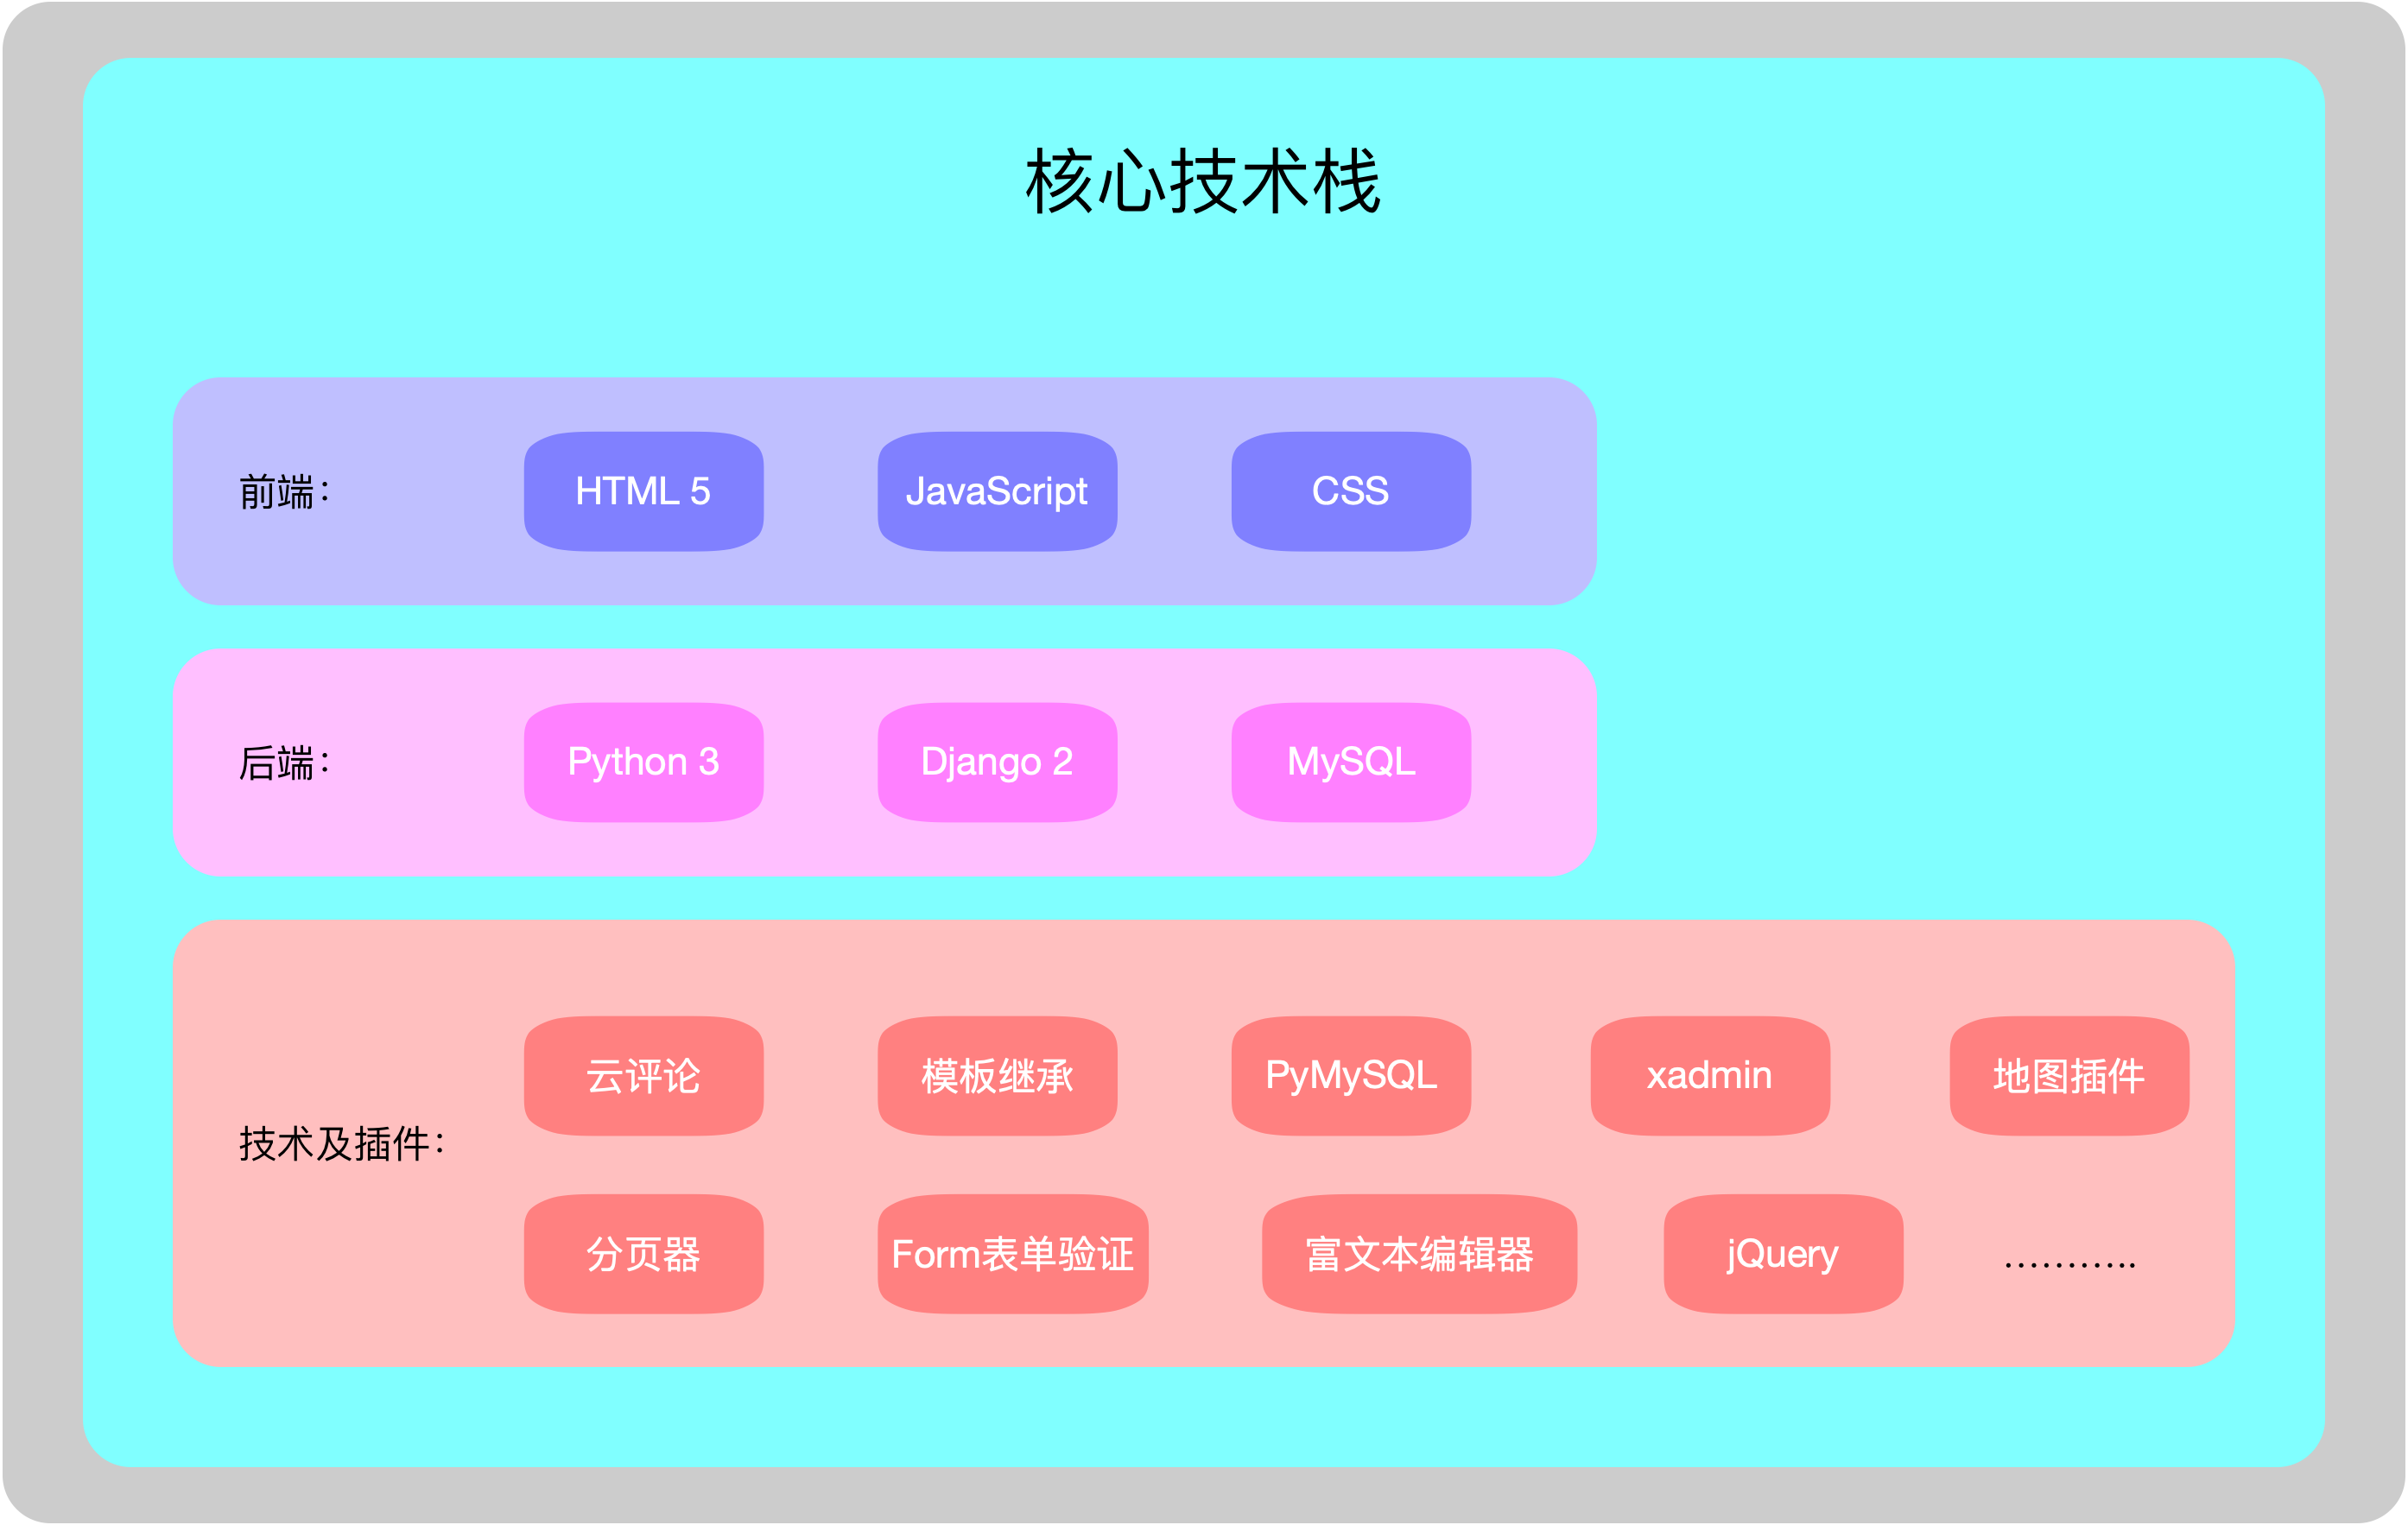 核心技术栈
前端： HTML 5 JavaScript CSS
后端： Python 3 Django 2 MySQL
云评论 模板继承 PyMySQL xadmin 地图插件
技术及插件：
分页器 Form表单验证 富文本编辑器 jQuery ...........